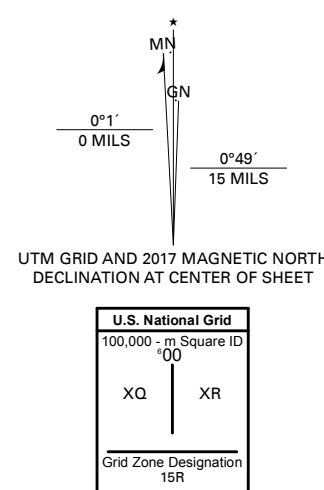 ★
MN
GN
0°1´
0 MILS
0°49´
15 MILS
UTM GRID AND 2017 MAGNETIC NORTH
DECLINATION AT CENTER OF SHEET
U.S. National Grid
100,000 - m Square ID
⁶00
XQ XR
Grid Zone Designation
15R